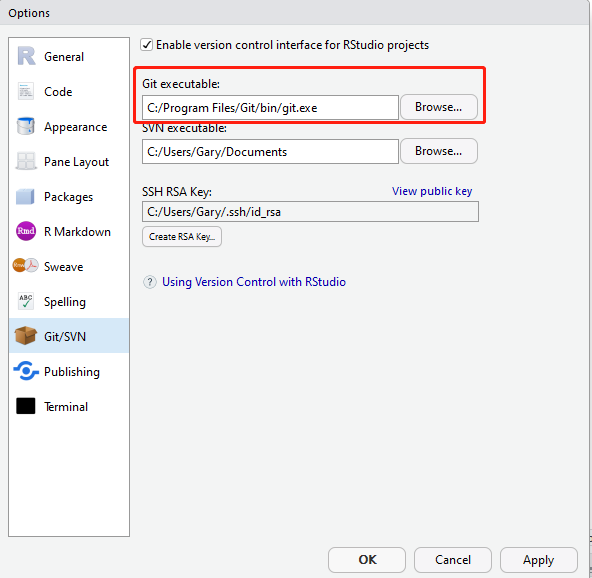 Options
General
Code
Appearance
Pane Layout
Packages
Rmd R Markdown
Sweave
ABC Spelling
Git/SVN
Publishing
Terminal
Enable version control interface for RStudio projects
Git executable:
C:/Program Files/Git/bin/git.exe Browse...
SVN executable:
C:/Users/Gary/Documents Browse...
SSH RSA Key: View public key
C:/Users/Gary/.ssh/id_rsa
Create RSA Key...
? Using Version Control with RStudio
OK Cancel Apply